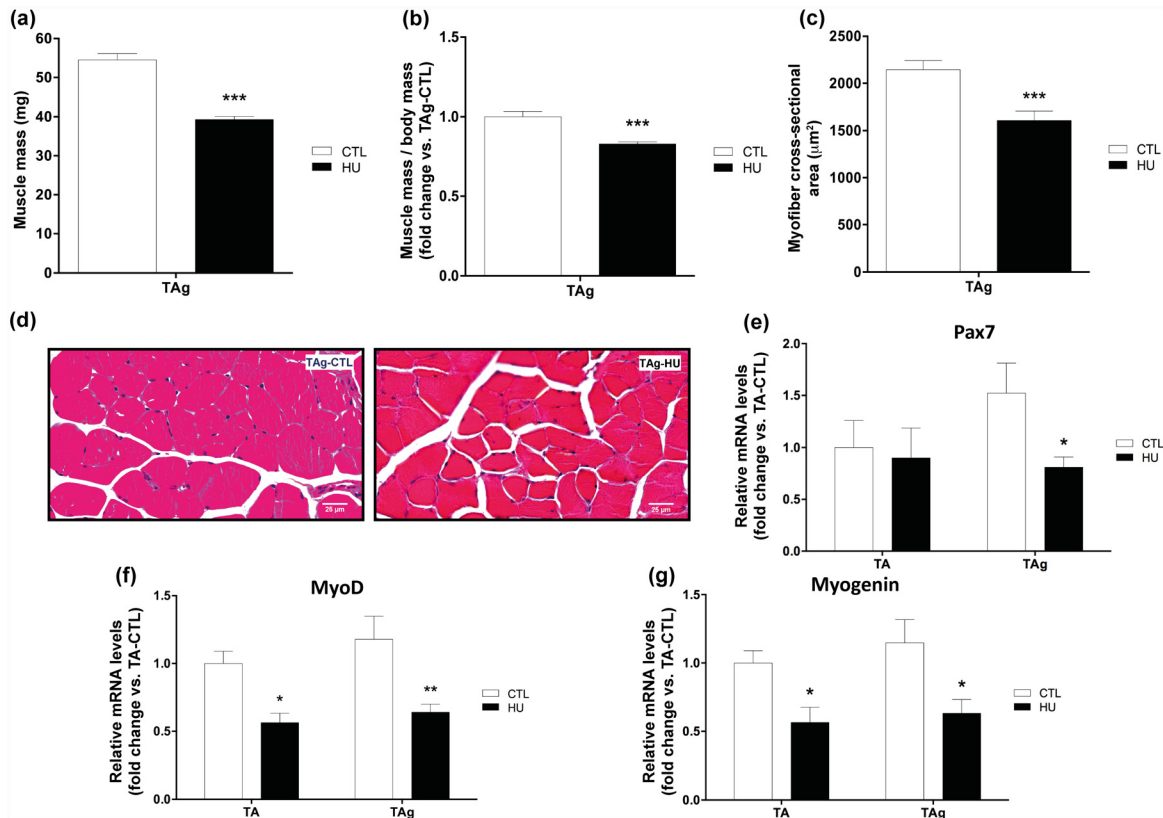 (a)
Muscle mass (mg)
60
50
40
30
20
10
0
***
TAg
CTL
HU
(b)
Muscle mass / body mass
(fold change vs. TAg-CTL)
1.5
1.0
0.5
0.0
***
TAg
CTL
HU
(c)
Myofiber cross-sectional
area (µm²)
2500
2000
1500
1000
500
0
***
TAg
CTL
HU
(d)
TAg-CTL
25 µm
TAg-HU
25 µm
(e)
Pax7
Relative mRNA levels
(fold change vs. TA-CTL)
2.0
1.5
1.0
0.5
0.0
*
TA
TAg
CTL
HU
(f)
MyoD
Relative mRNA levels
(fold change vs. TA-CTL)
1.5
1.0
0.5
0.0
*
**
TA
TAg
CTL
HU
(g)
Myogenin
Relative mRNA levels
(fold change vs. TA-CTL)
1.5
1.0
0.5
0.0
*
*
TA
TAg
CTL
HU